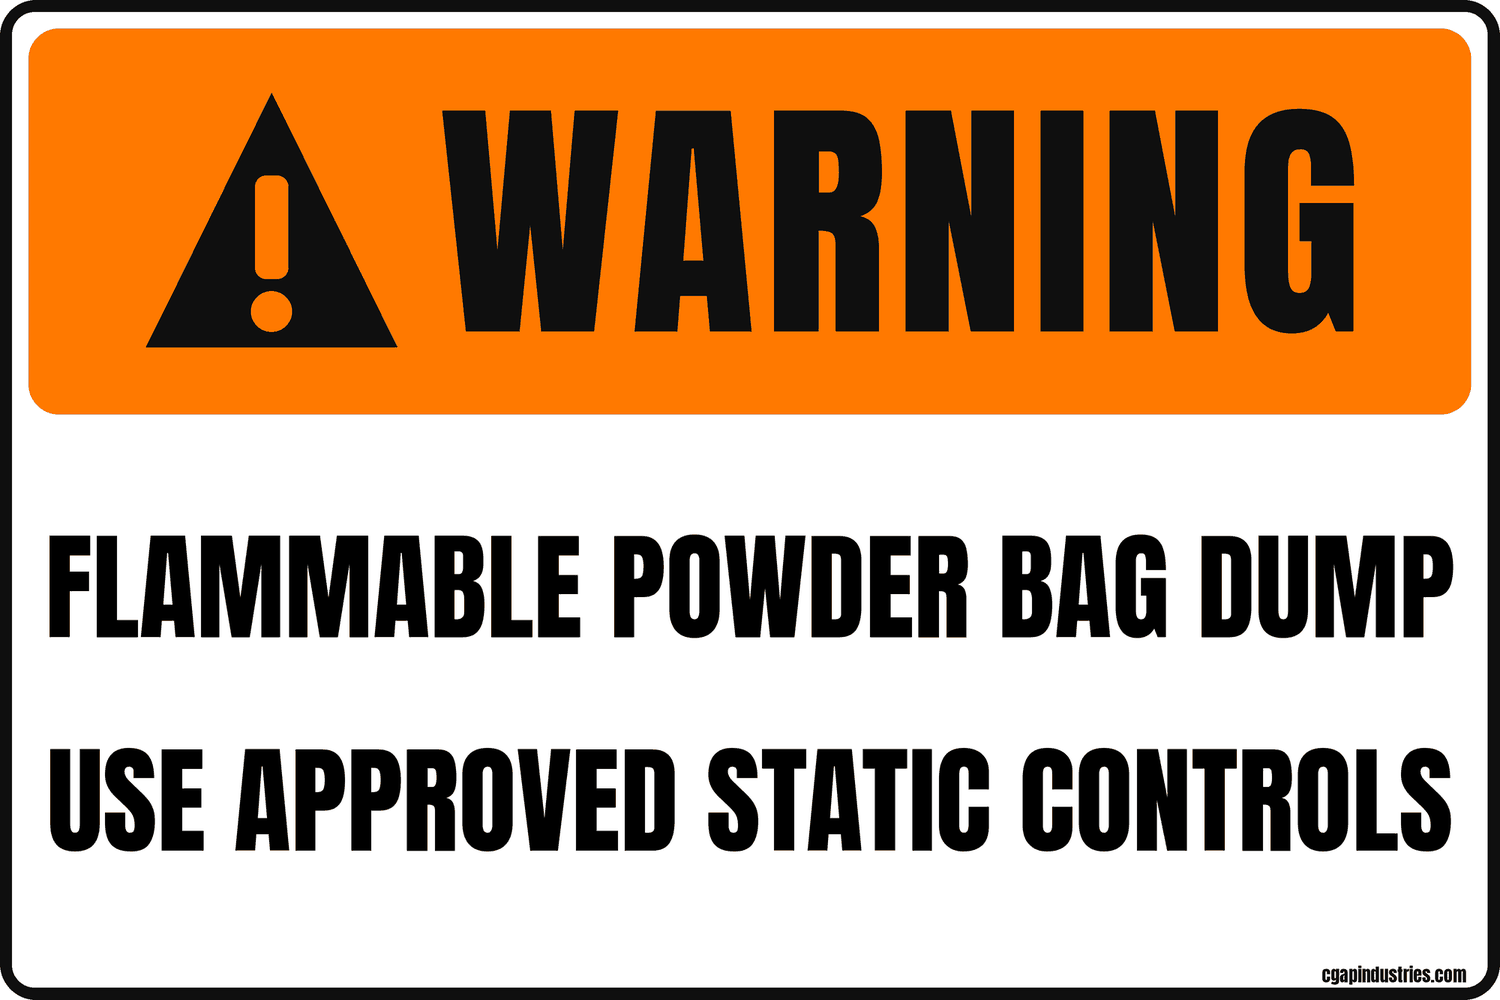 WARNING
FLAMMABLE POWDER BAG DUMP
USE APPROVED STATIC CONTROLS
cgapindustries.com